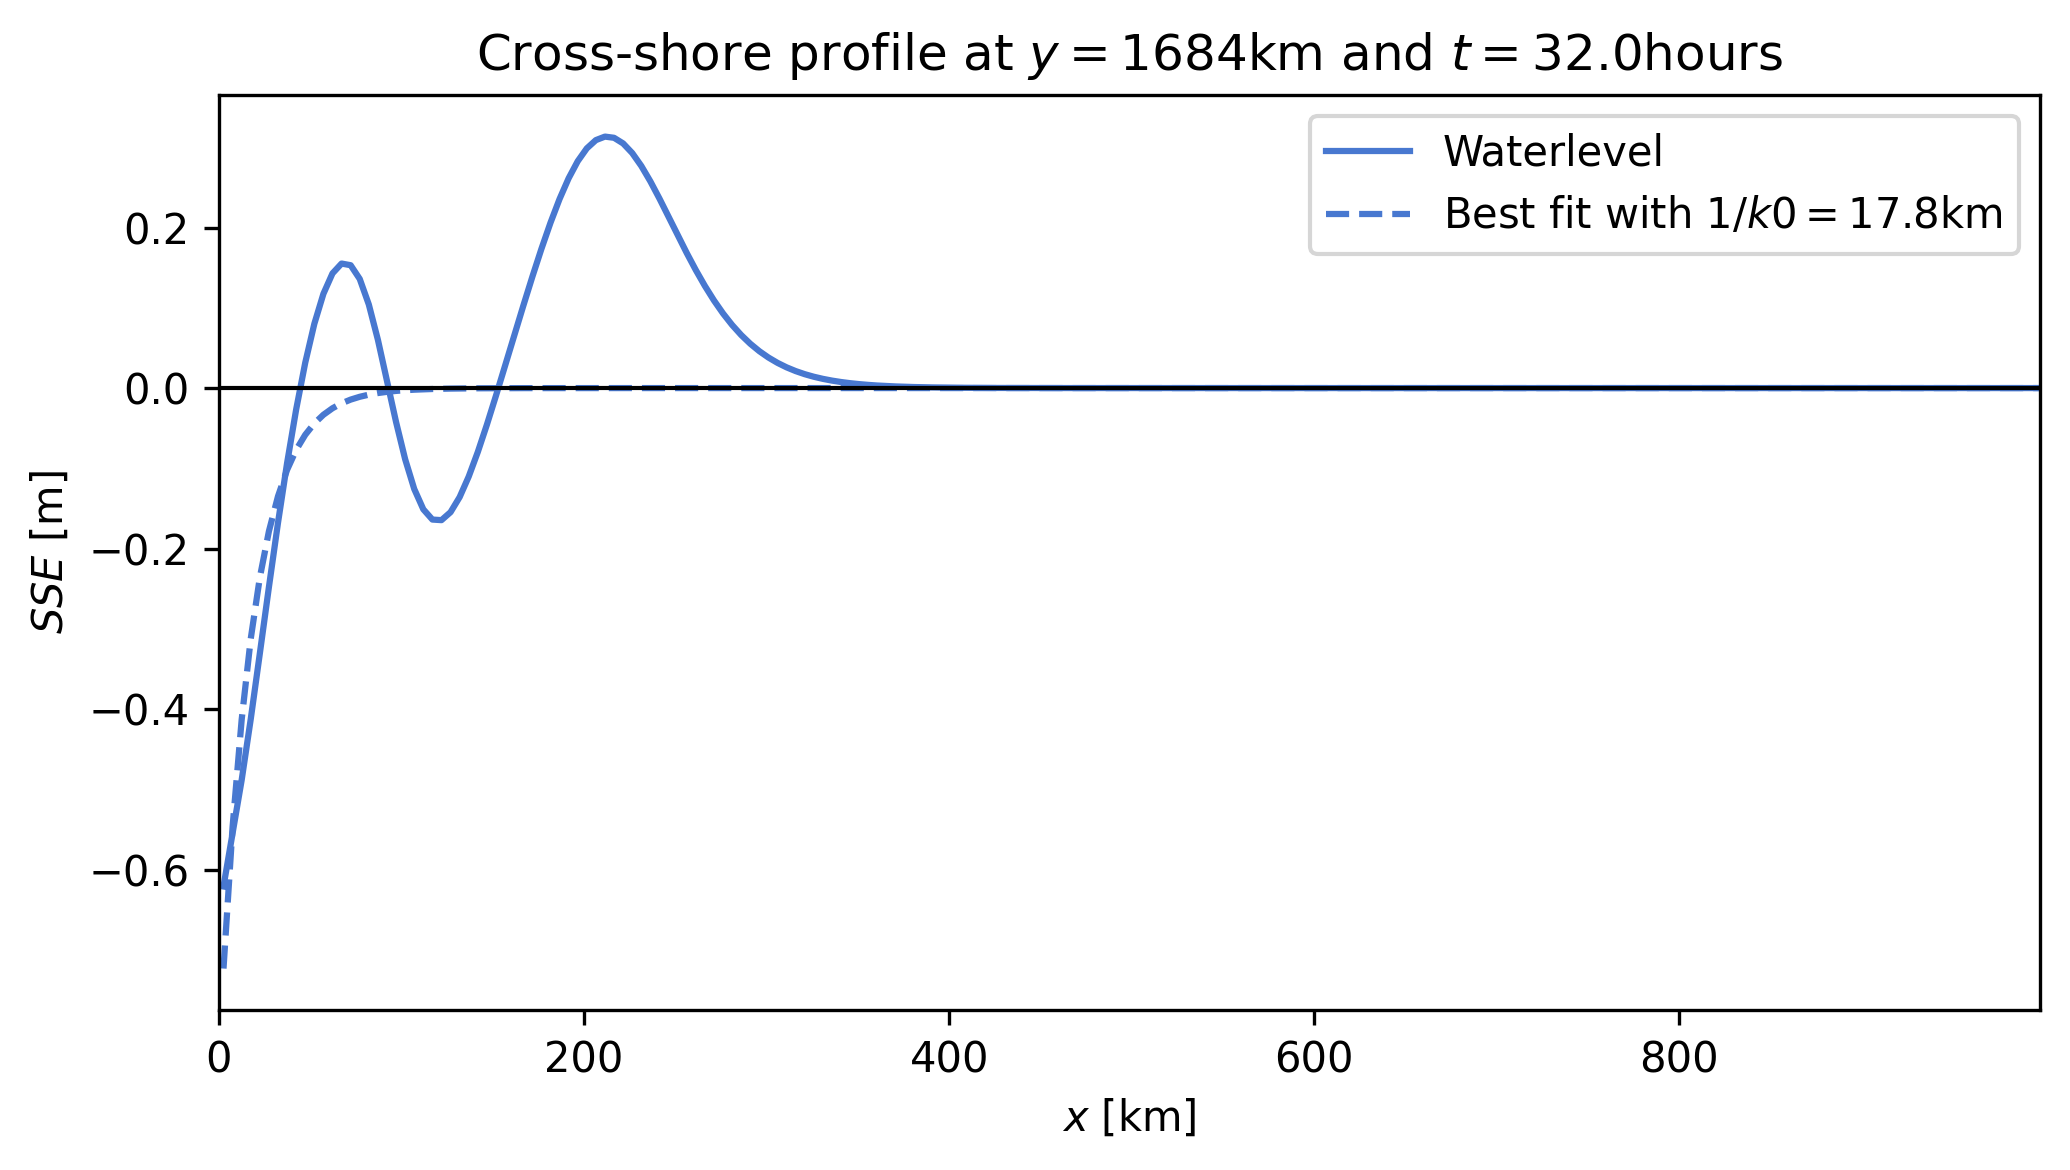 Cross-shore profile at y = 1684km and t = 32.0hours
Waterlevel
Best fit with 1/k0 = 17.8km
0.2
0.0
−0.2
−0.4
−0.6
SSE [m]
0 200 400 600 800
x [km]